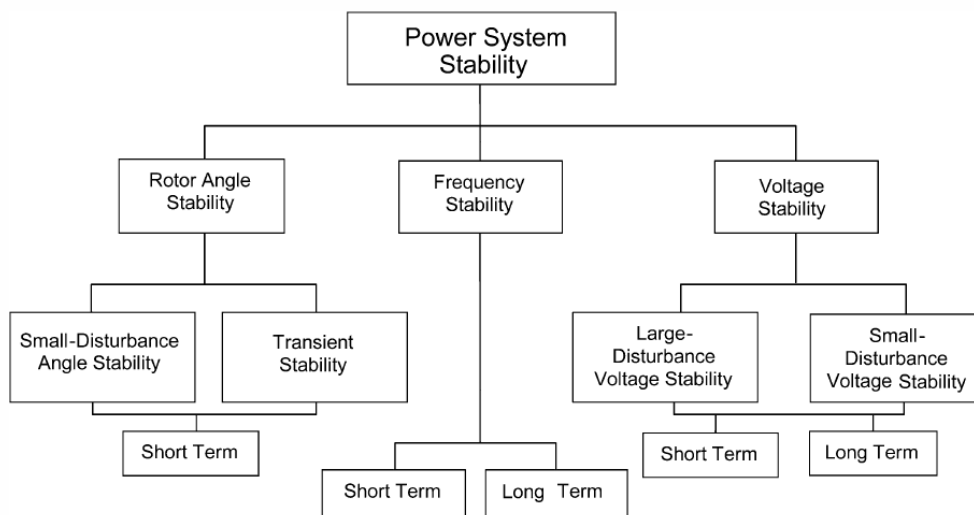 Power System
Stability
Rotor Angle
Stability
Frequency
Stability
Voltage
Stability
Small-Disturbance
Angle Stability
Transient
Stability
Large-
Disturbance
Voltage Stability
Small-
Disturbance
Voltage Stability
Short Term
Short Term
Long Term
Short Term
Long Term